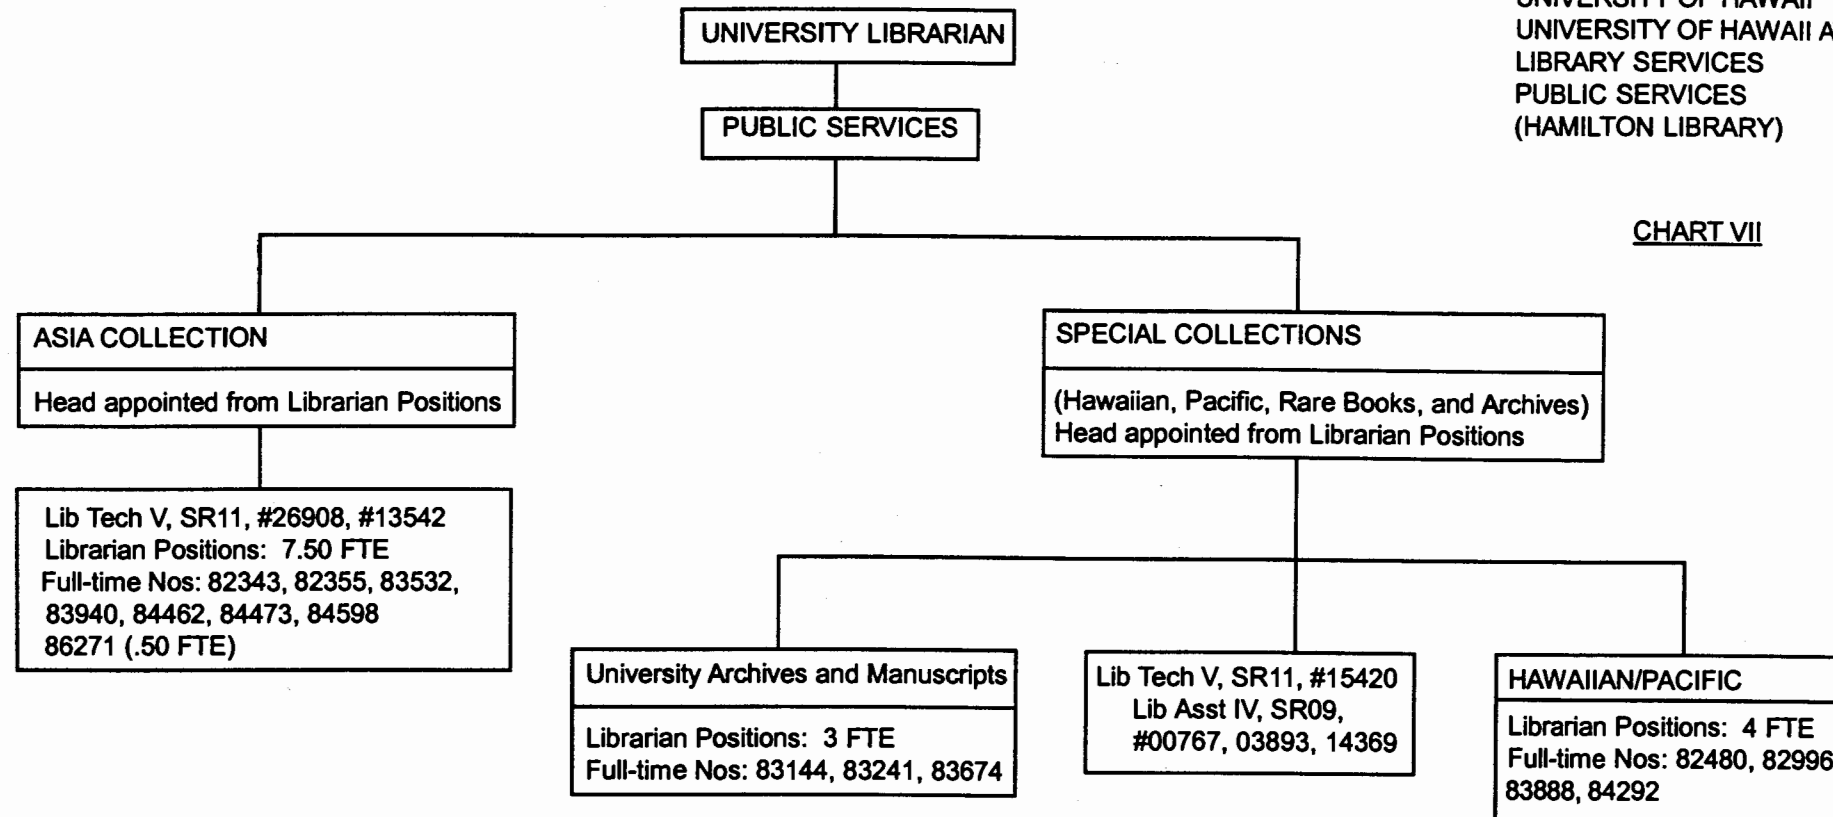 UNIVERSITY OF HAWAII
UNIVERSITY OF HAWAII A
LIBRARY SERVICES
PUBLIC SERVICES
(HAMILTON LIBRARY)
CHART VII
UNIVERSITY LIBRARIAN
PUBLIC SERVICES
ASIA COLLECTION
Head appointed from Librarian Positions
Lib Tech V, SR11, #26908, #13542
Librarian Positions: 7.50 FTE
Full-time Nos: 82343, 82355, 83532,
83940, 84462, 84473, 84598
86271 (.50 FTE)
SPECIAL COLLECTIONS
(Hawaiian, Pacific, Rare Books, and Archives)
Head appointed from Librarian Positions
University Archives and Manuscripts
Librarian Positions: 3 FTE
Full-time Nos: 83144, 83241, 83674
Lib Tech V, SR11, #15420
Lib Asst IV, SR09,
#00767, 03893, 14369
HAWAIIAN/PACIFIC
Librarian Positions: 4 FTE
Full-time Nos: 82480, 82996
83888, 84292